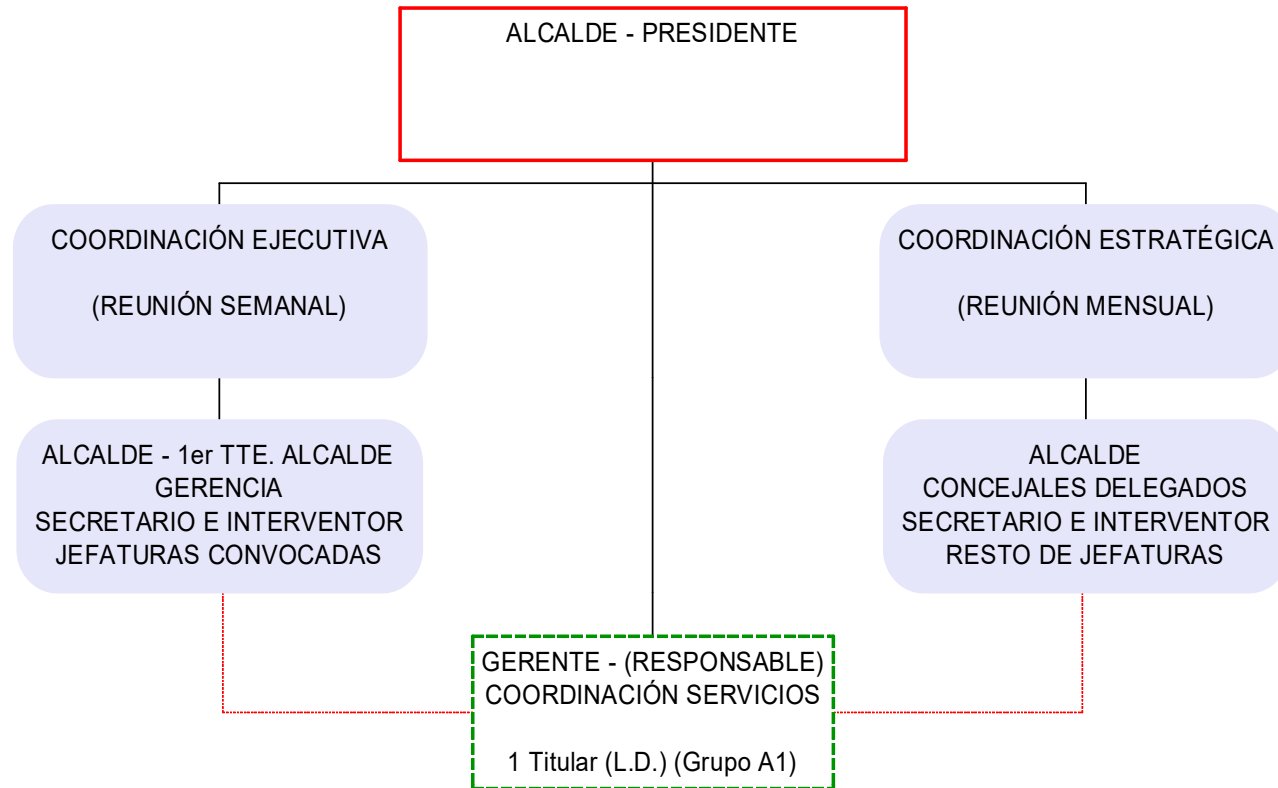 ALCALDE - PRESIDENTE
COORDINACIÓN EJECUTIVA
(REUNIÓN SEMANAL)
COORDINACIÓN ESTRATÉGICA
(REUNIÓN MENSUAL)
ALCALDE - 1er TTE. ALCALDE
GERENCIA
SECRETARIO E INTERVENTOR
JEFATURAS CONVOCADAS
ALCALDE
CONCEJALES DELEGADOS
SECRETARIO E INTERVENTOR
RESTO DE JEFATURAS
GERENTE - (RESPONSABLE)
COORDINACIÓN SERVICIOS
1 Titular (L.D.) (Grupo A1)